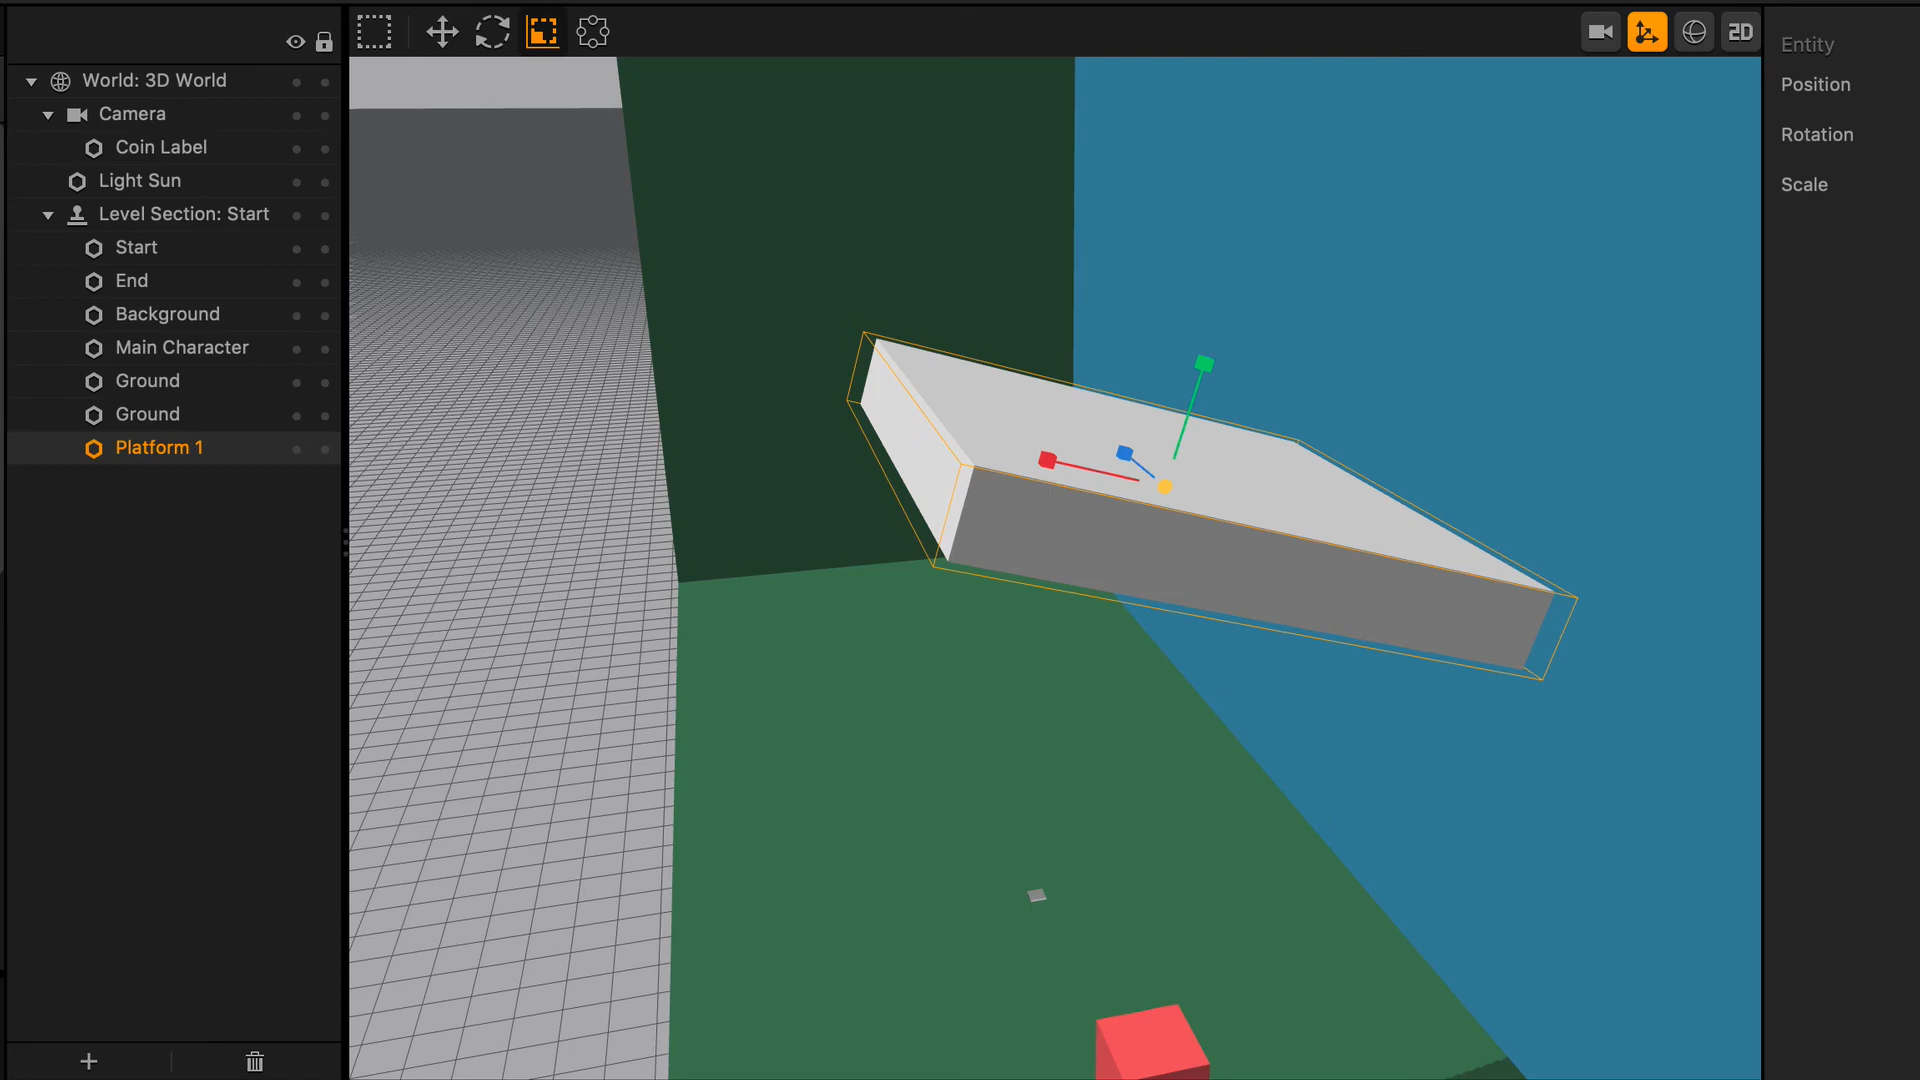 World: 3D World
Camera
Coin Label
Light Sun
Level Section: Start
Start
End
Background
Main Character
Ground
Ground
Platform 1
2D
Entity
Position
Rotation
Scale